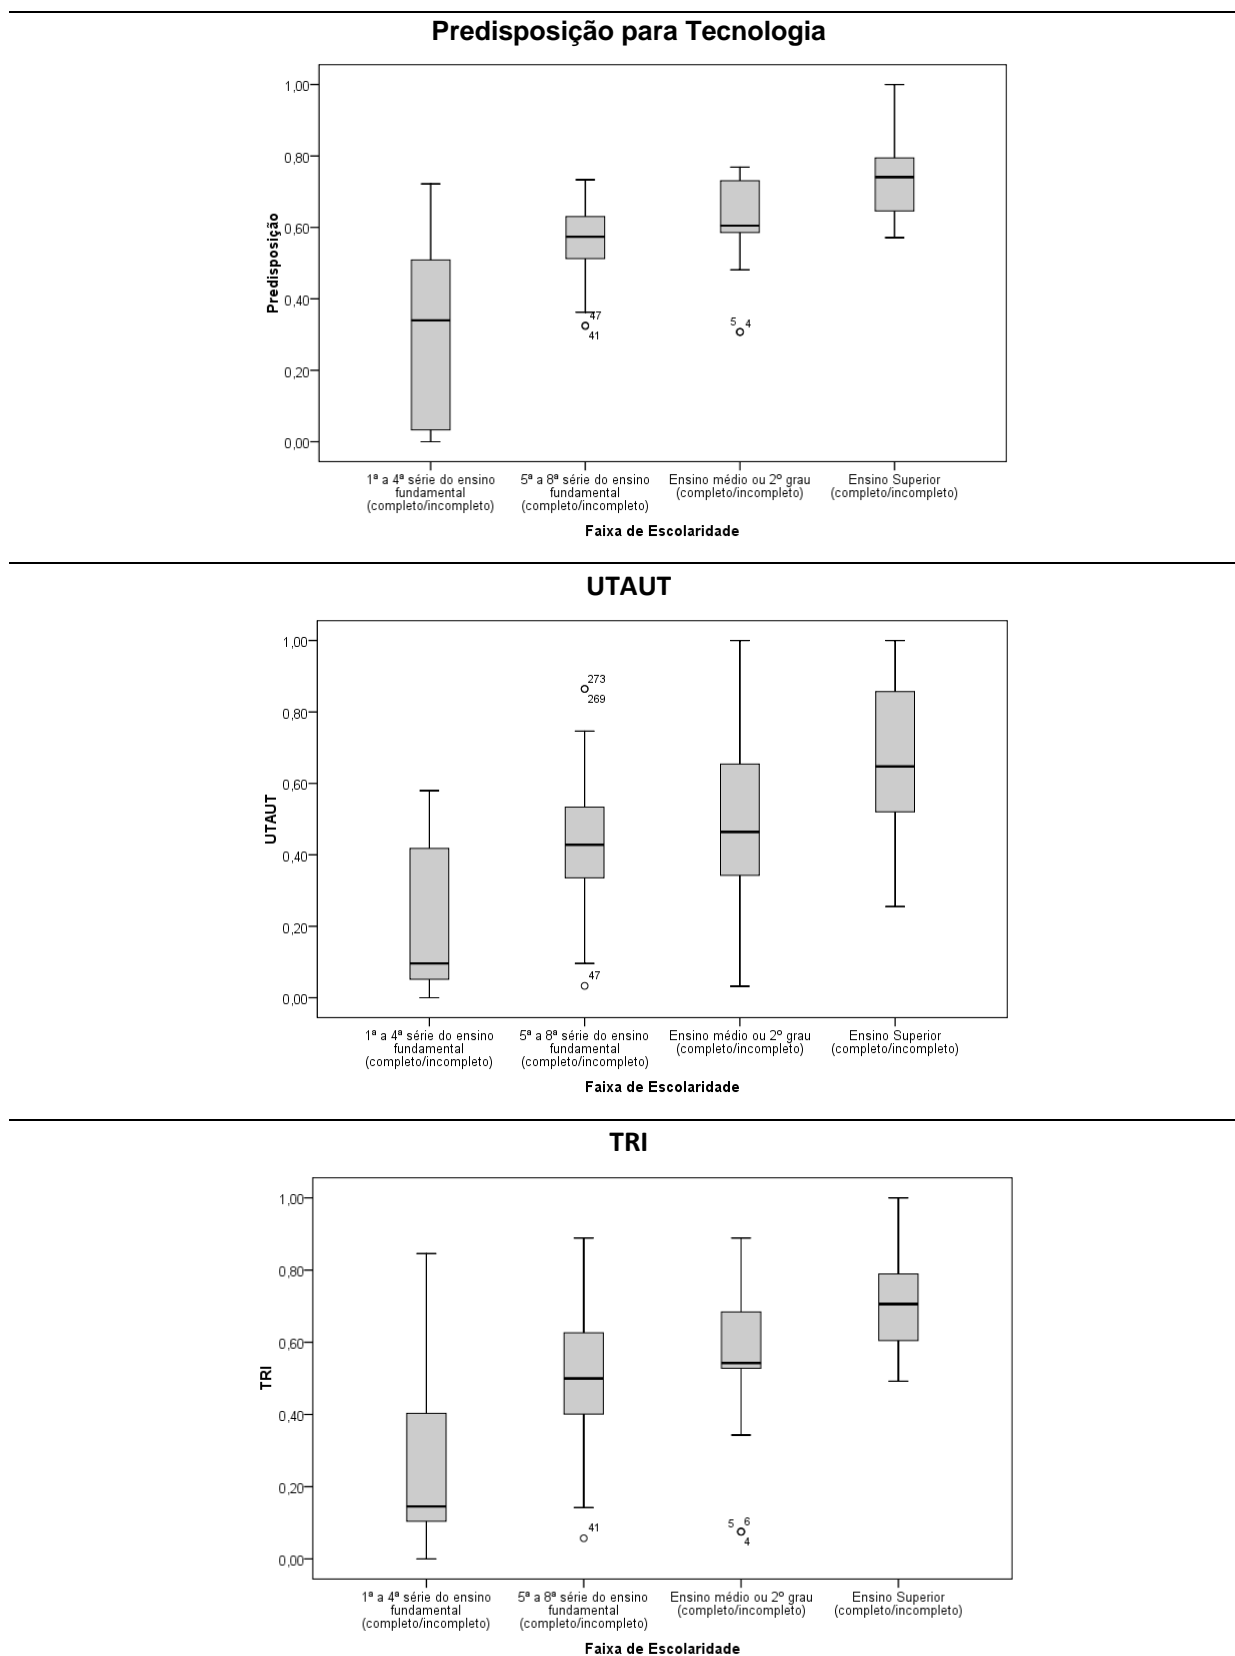 Predisposição para Tecnologia
1,00
0,80
0,60
0,40
0,20
0,00
Predisposição
47
41
5 4
1ª a 4ª série do ensino
fundamental
(completo/incompleto)
5ª a 8ª série do ensino
fundamental
(completo/incompleto)
Ensino médio ou 2º grau
(completo/incompleto)
Ensino Superior
(completo/incompleto)
Faixa de Escolaridade
UTAUT
1,00
0,80
0,60
0,40
0,20
0,00
UTAUT
273
269
47
1ª a 4ª série do ensino
fundamental
(completo/incompleto)
5ª a 8ª série do ensino
fundamental
(completo/incompleto)
Ensino médio ou 2º grau
(completo/incompleto)
Ensino Superior
(completo/incompleto)
Faixa de Escolaridade
TRI
1,00
0,80
0,60
0,40
0,20
0,00
TRI
41
5 6
4
1ª a 4ª série do ensino
fundamental
(completo/incompleto)
5ª a 8ª série do ensino
fundamental
(completo/incompleto)
Ensino médio ou 2º grau
(completo/incompleto)
Ensino Superior
(completo/incompleto)
Faixa de Escolaridade